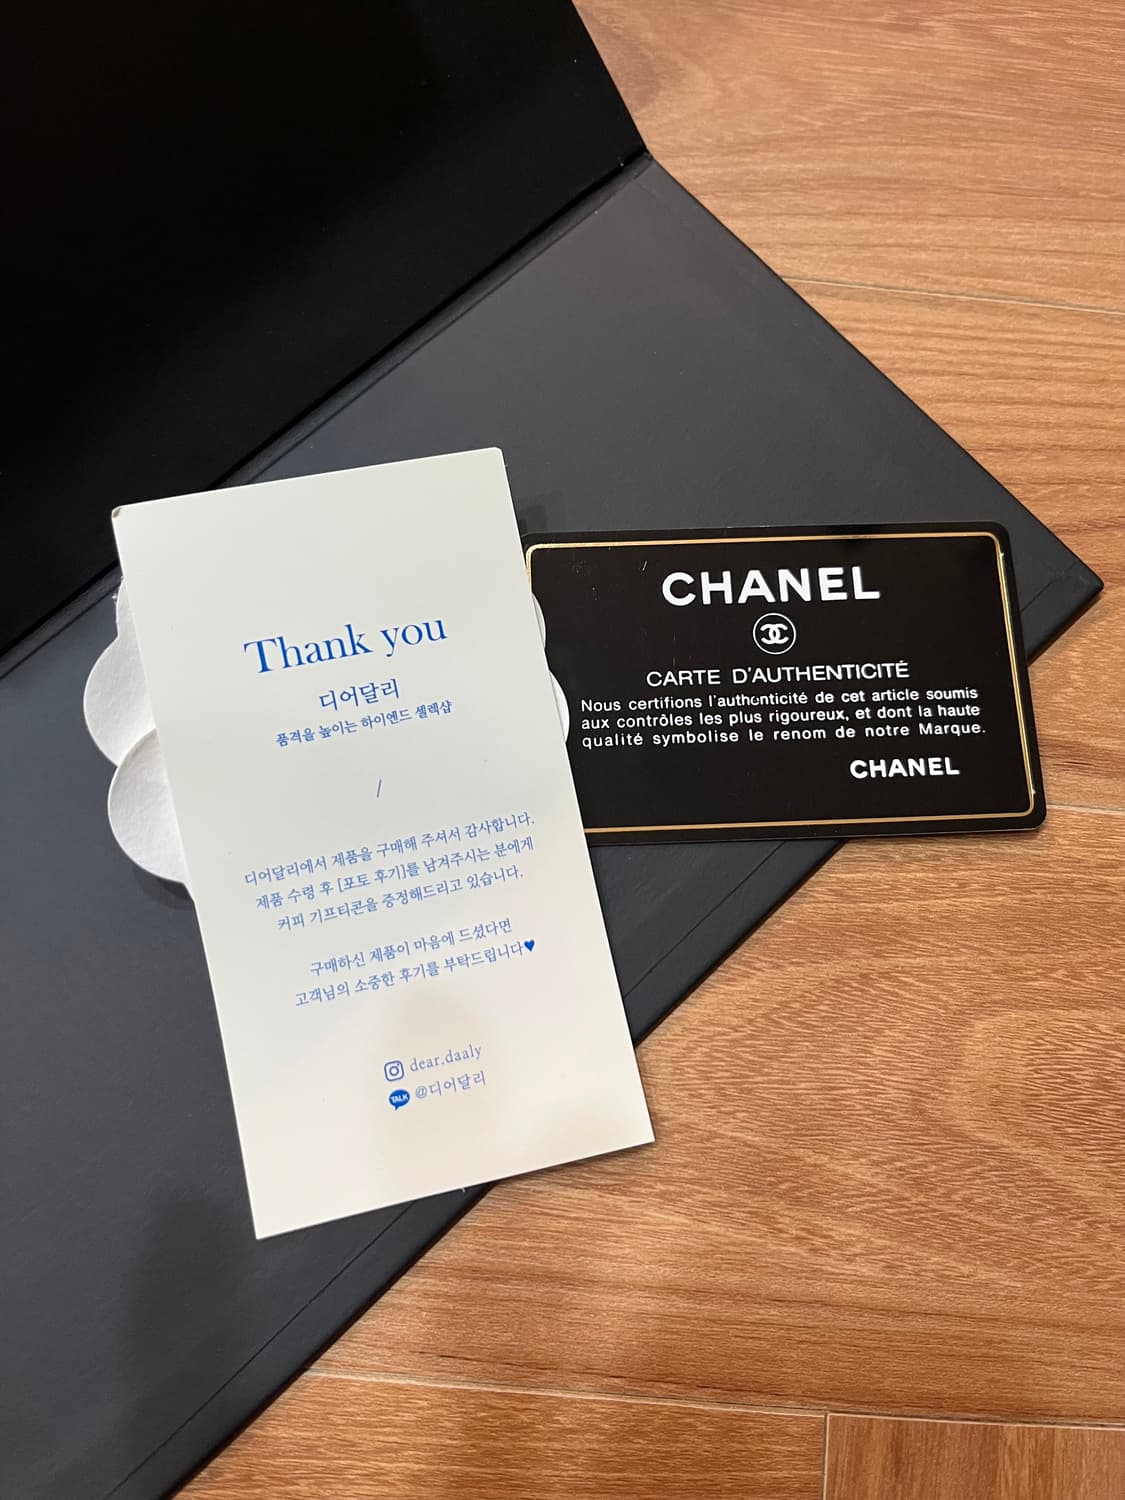 Thank you
디어달리
품격을 높이는 하이엔드 셀렉샵
/
디어달리에서 제품을 구매해 주셔서 감사합니다.
제품 수령 후 [포토 후기]를 남겨주시는 분에게
커피 기프티콘을 증정해드리고 있습니다.
구매하신 제품이 마음에 드셨다면
고객님의 소중한 후기를 부탁드립니다♥
dear.daaly
TALK @디어달리
CHANEL
CARTE D'AUTHENTICITÉ
Nous certifions l'authenticité de cet article soumis
aux contrôles les plus rigoureux, et dont la haute
qualité symbolise le renom de notre Marque.
CHANEL